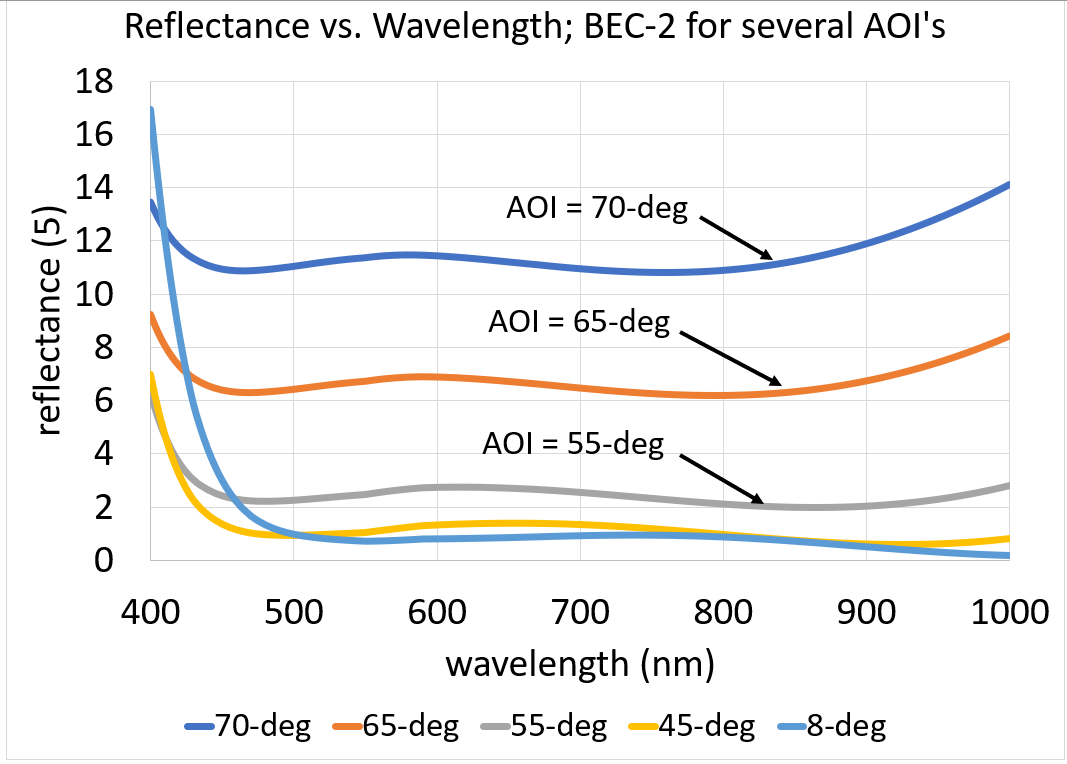 Reflectance vs. Wavelength; BEC-2 for several AOI's
reflectance (5)
18
16
14
12
10
8
6
4
2
0
AOI = 70-deg
AOI = 65-deg
AOI = 55-deg
400 500 600 700 800 900 1000
wavelength (nm)
70-deg 65-deg 55-deg 45-deg 8-deg